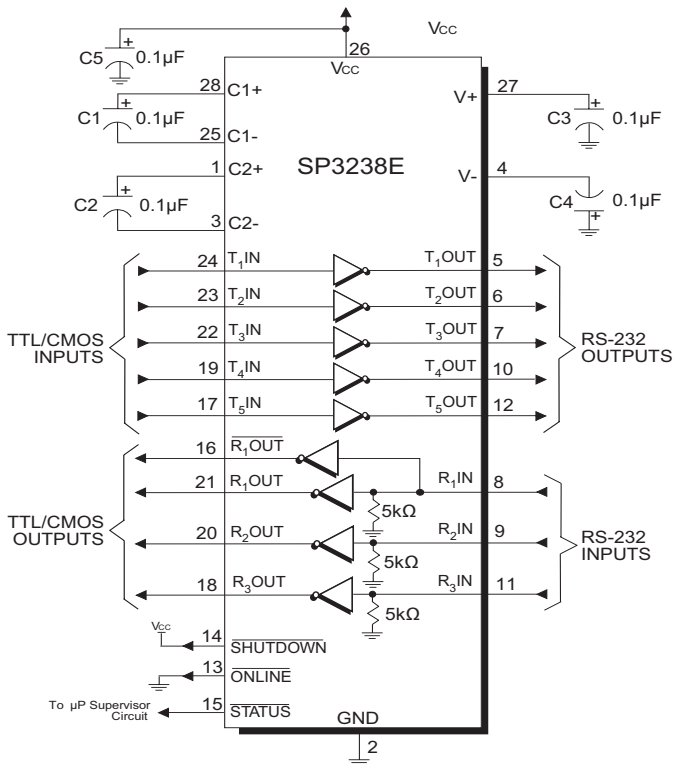 VCC
26
VCC
C5 + 0.1µF
28 C1+
C1 + 0.1µF
25 C1-
1 C2+
C2 + 0.1µF
3 C2-
SP3238E
V+ 27
C3 + 0.1µF
V- 4
C4 + 0.1µF
24 T1IN T1OUT 5
23 T2IN T2OUT 6
22 T3IN T3OUT 7
19 T4IN T4OUT 10
17 T5IN T5OUT 12
TTL/CMOS
INPUTS
RS-232
OUTPUTS
16 R1OUT
21 R1OUT R1IN 8
5kΩ
20 R2OUT R2IN 9
5kΩ
18 R3OUT R3IN 11
5kΩ
TTL/CMOS
OUTPUTS
RS-232
INPUTS
VCC
14 SHUTDOWN
13 ONLINE
To µP Supervisor
Circuit
15 STATUS
GND
2